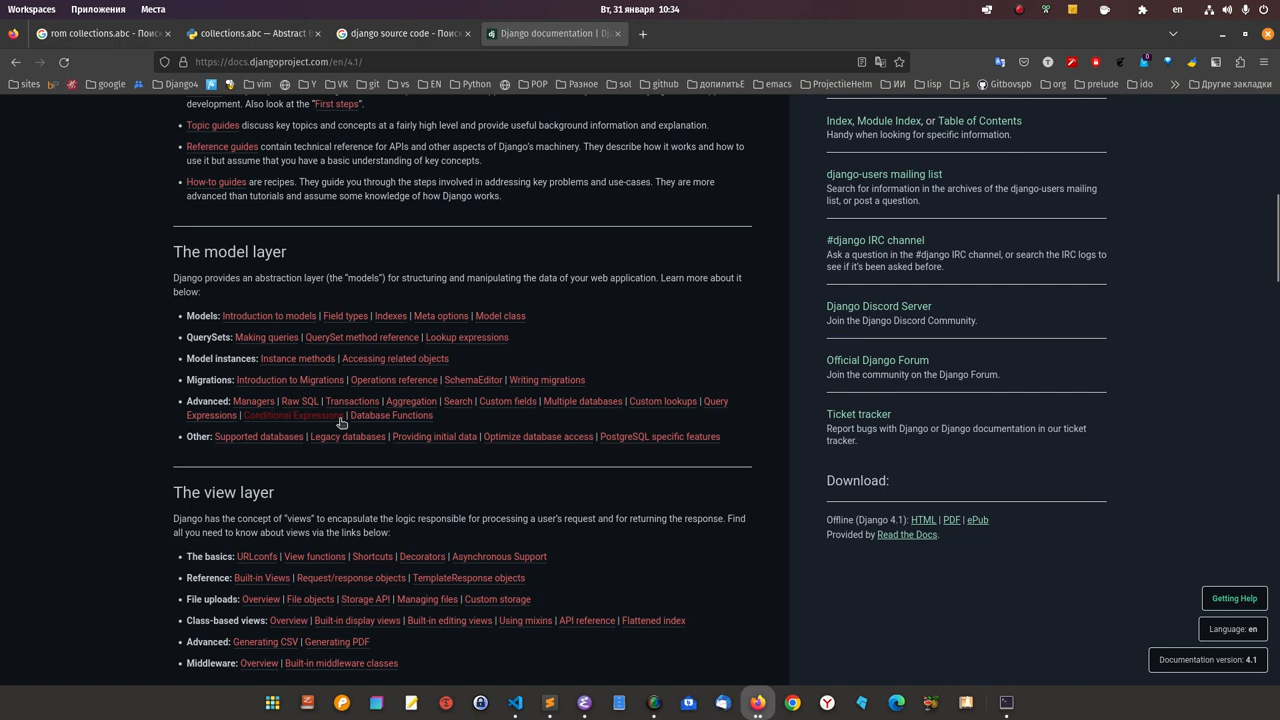 Workspaces Приложения Места Вт, 31 января 10:34 en
rom collections.abc - Поиск
collections.abc — Abstract E
django source code - Поиск
Django documentation | Dj
https://docs.djangoproject.com/en/4.1/
sites google Django4 vim Y VK git vs EN Python POP Разное sol github допилитьЕ emacs ProjectileHelm ИИ lisp js Gitbovspb org prelude ido Другие закладки
development. Also look at the “First steps”.
Topic guides discuss key topics and concepts at a fairly high level and provide useful background information and explanation.
Reference guides contain technical reference for APIs and other aspects of Django’s machinery. They describe how it works and how to
use it but assume that you have a basic understanding of key concepts.
How-to guides are recipes. They guide you through the steps involved in addressing key problems and use-cases. They are more
advanced than tutorials and assume some knowledge of how Django works.
The model layer
Django provides an abstraction layer (the “models”) for structuring and manipulating the data of your web application. Learn more about it
below:
Models: Introduction to models | Field types | Indexes | Meta options | Model class
QuerySets: Making queries | QuerySet method reference | Lookup expressions
Model instances: Instance methods | Accessing related objects
Migrations: Introduction to Migrations | Operations reference | SchemaEditor | Writing migrations
Advanced: Managers | Raw SQL | Transactions | Aggregation | Search | Custom fields | Multiple databases | Custom lookups | Query
Expressions | Conditional Expressions | Database Functions
Other: Supported databases | Legacy databases | Providing initial data | Optimize database access | PostgreSQL specific features
The view layer
Django has the concept of “views” to encapsulate the logic responsible for processing a user’s request and for returning the response. Find
all you need to know about views via the links below:
The basics: URLconfs | View functions | Shortcuts | Decorators | Asynchronous Support
Reference: Built-in Views | Request/response objects | TemplateResponse objects
File uploads: Overview | File objects | Storage API | Managing files | Custom storage
Class-based views: Overview | Built-in display views | Built-in editing views | Using mixins | API reference | Flattened index
Advanced: Generating CSV | Generating PDF
Middleware: Overview | Built-in middleware classes
Index, Module Index, or Table of Contents
Handy when looking for specific information.
django-users mailing list
Search for information in the archives of the django-users mailing
list, or post a question.
#django IRC channel
Ask a question in the #django IRC channel, or search the IRC logs to
see if it’s been asked before.
Django Discord Server
Join the Django Discord Community.
Official Django Forum
Join the community on the Django Forum.
Ticket tracker
Report bugs with Django or Django documentation in our ticket
tracker.
Download:
Offline (Django 4.1): HTML | PDF | ePub
Provided by Read the Docs.
Getting Help
Language: en
Documentation version: 4.1